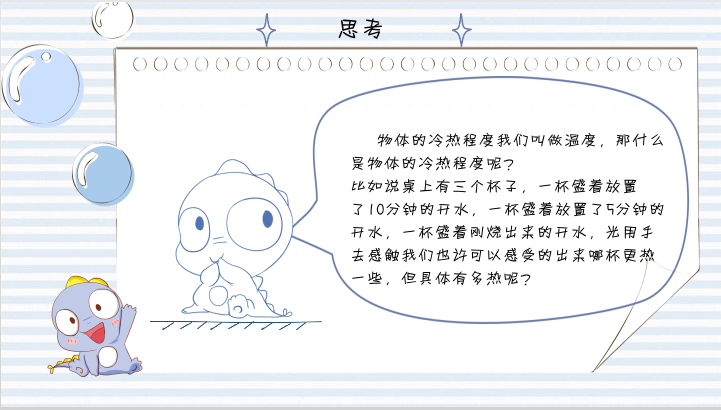 思考
物体的冷热程度我们叫做温度，那什么
是物体的冷热程度呢？
比如说桌上有三个杯子，一杯盛着放置
了10分钟的开水，一杯盛着放置了5分钟的
开水，一杯盛着刚烧出来的开水，光用手
去感触我们也许可以感受的出来哪杯更热
一些，但具体有多热呢？